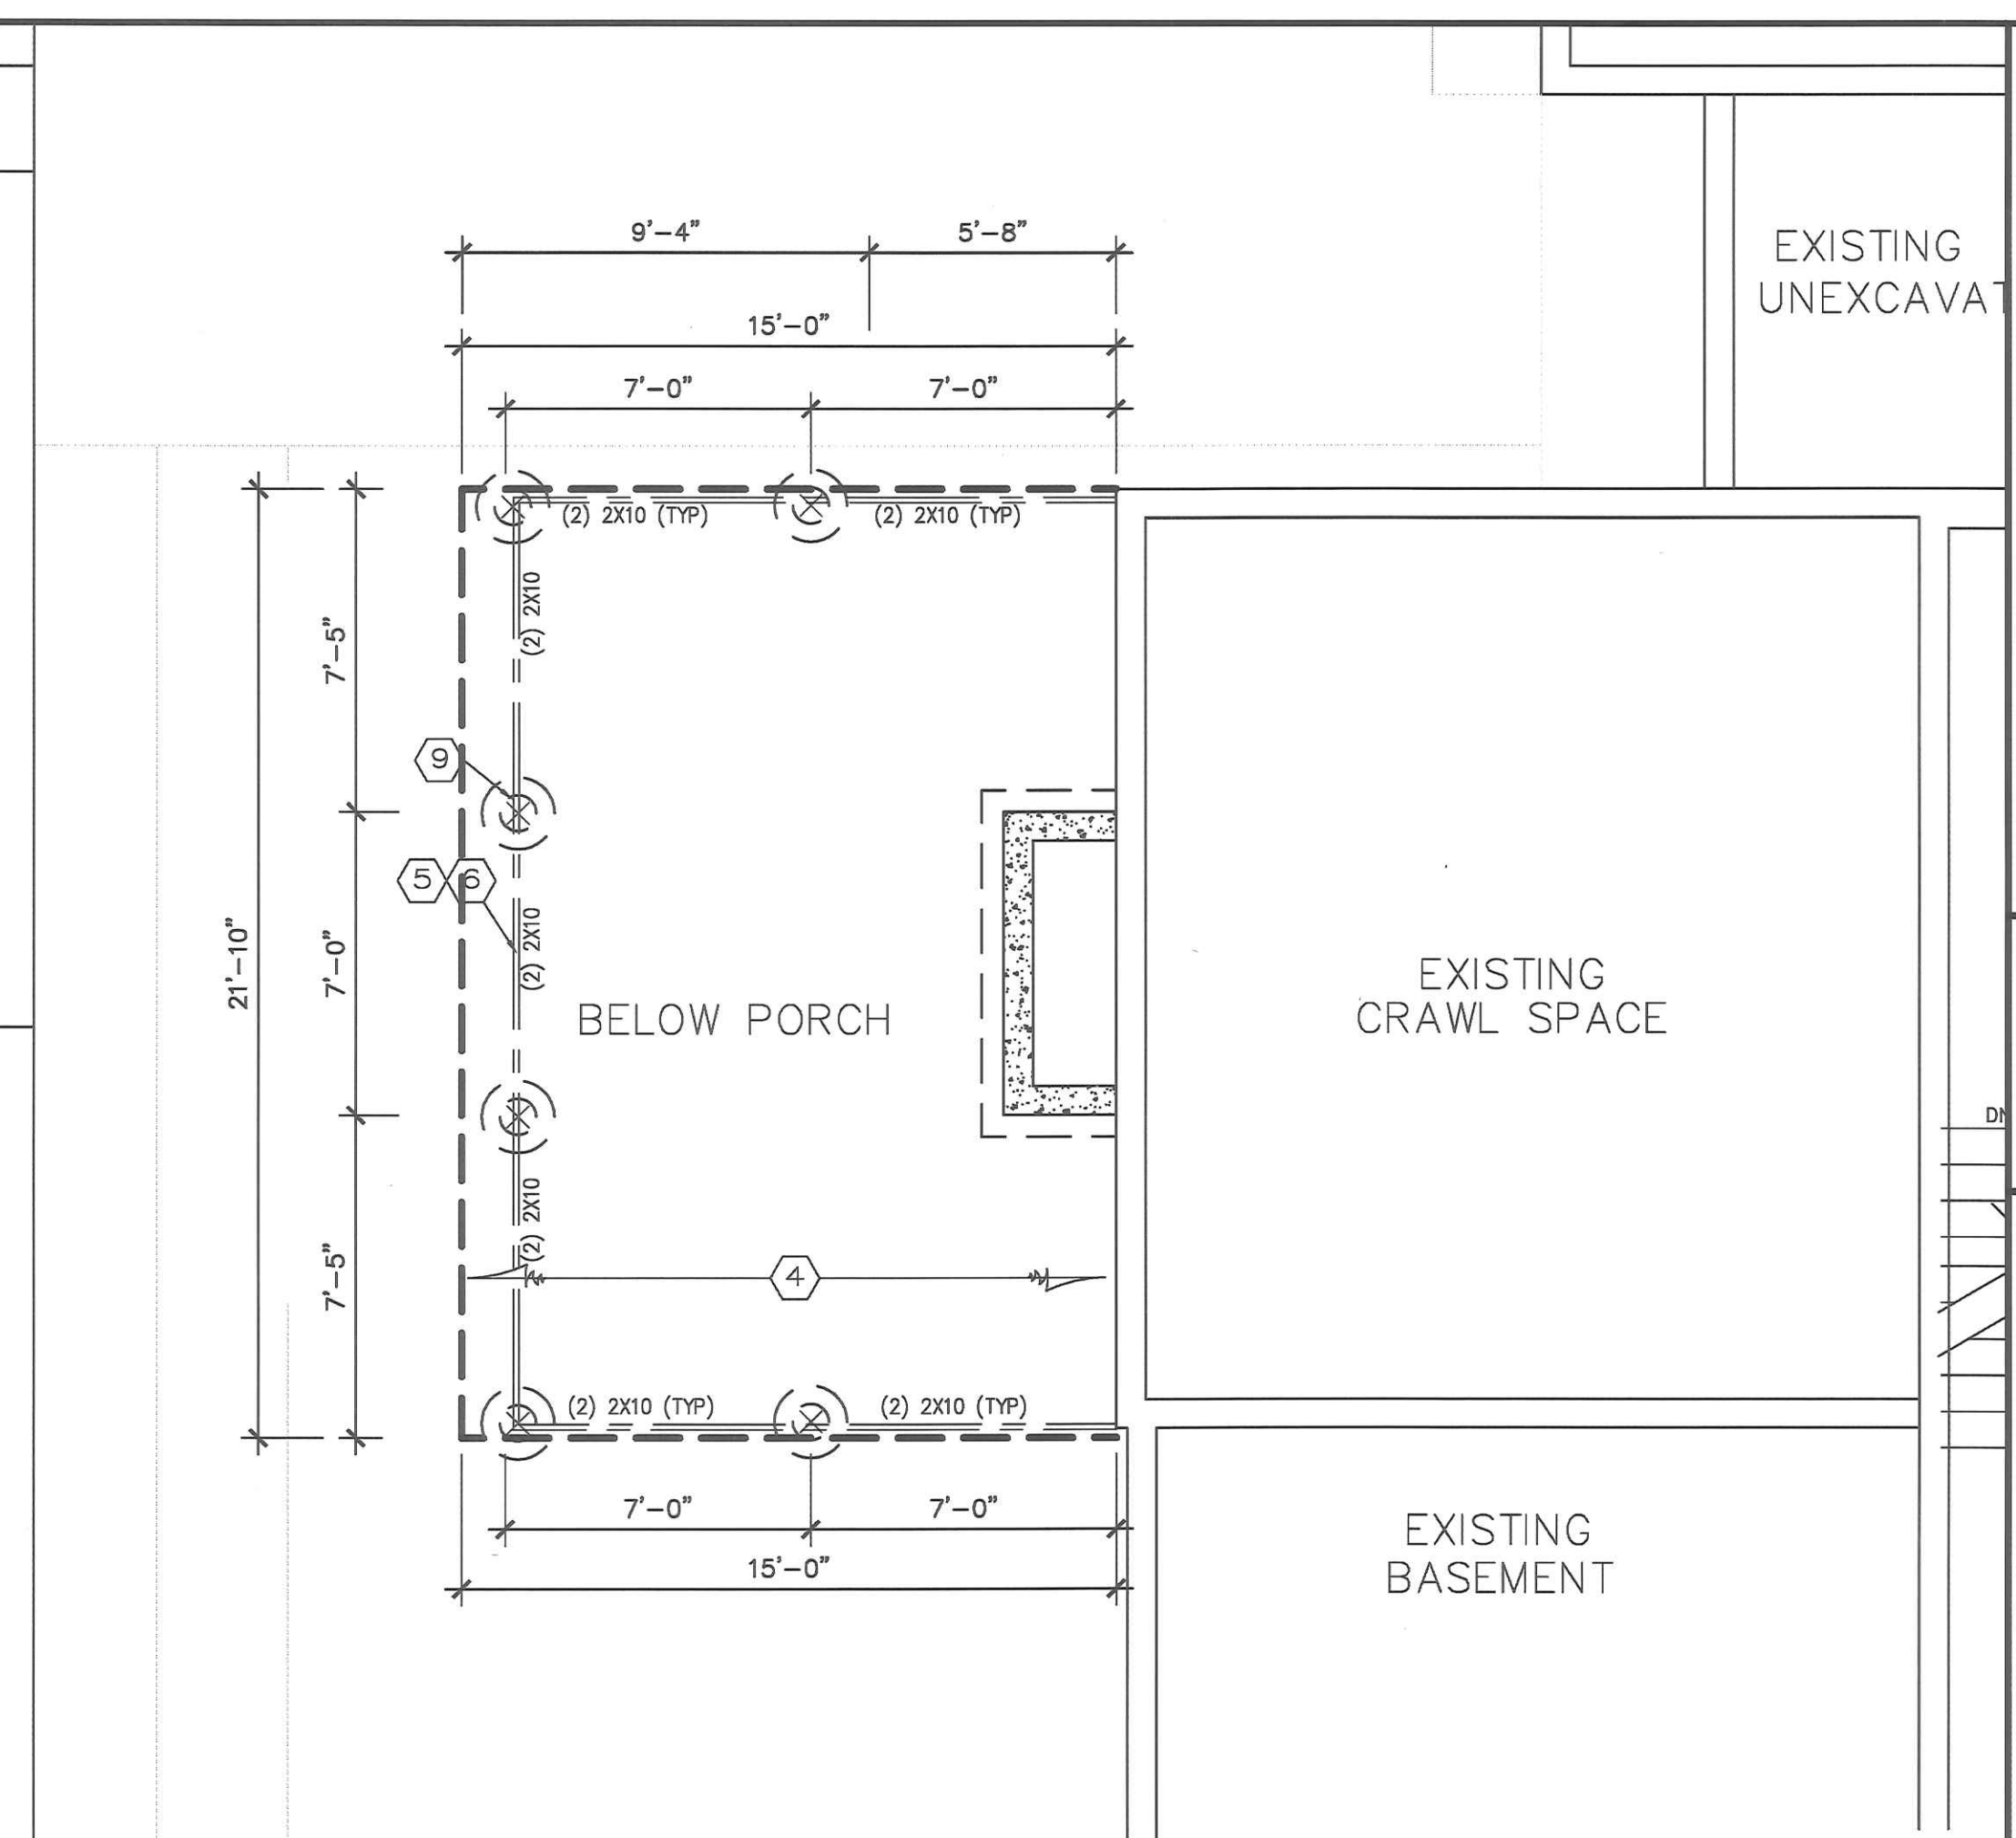 9'-4"
5'-8"
15'-0"
7'-0"
7'-0"
EXISTING
(2) 2X10 (TYP)
(2) 2X10 (TYP)
(2) 2X10
7'-5"
9
5
6
21'-10"
7'-0"
(2) 2X10
BELOW PORCH
EXISTING
CRAWL SPACE
(2) 2X10
7'-5"
4
(2) 2X10 (TYP)
(2) 2X10 (TYP)
7'-0"
7'-0"
15'-0"
EXISTING
BASEMENT